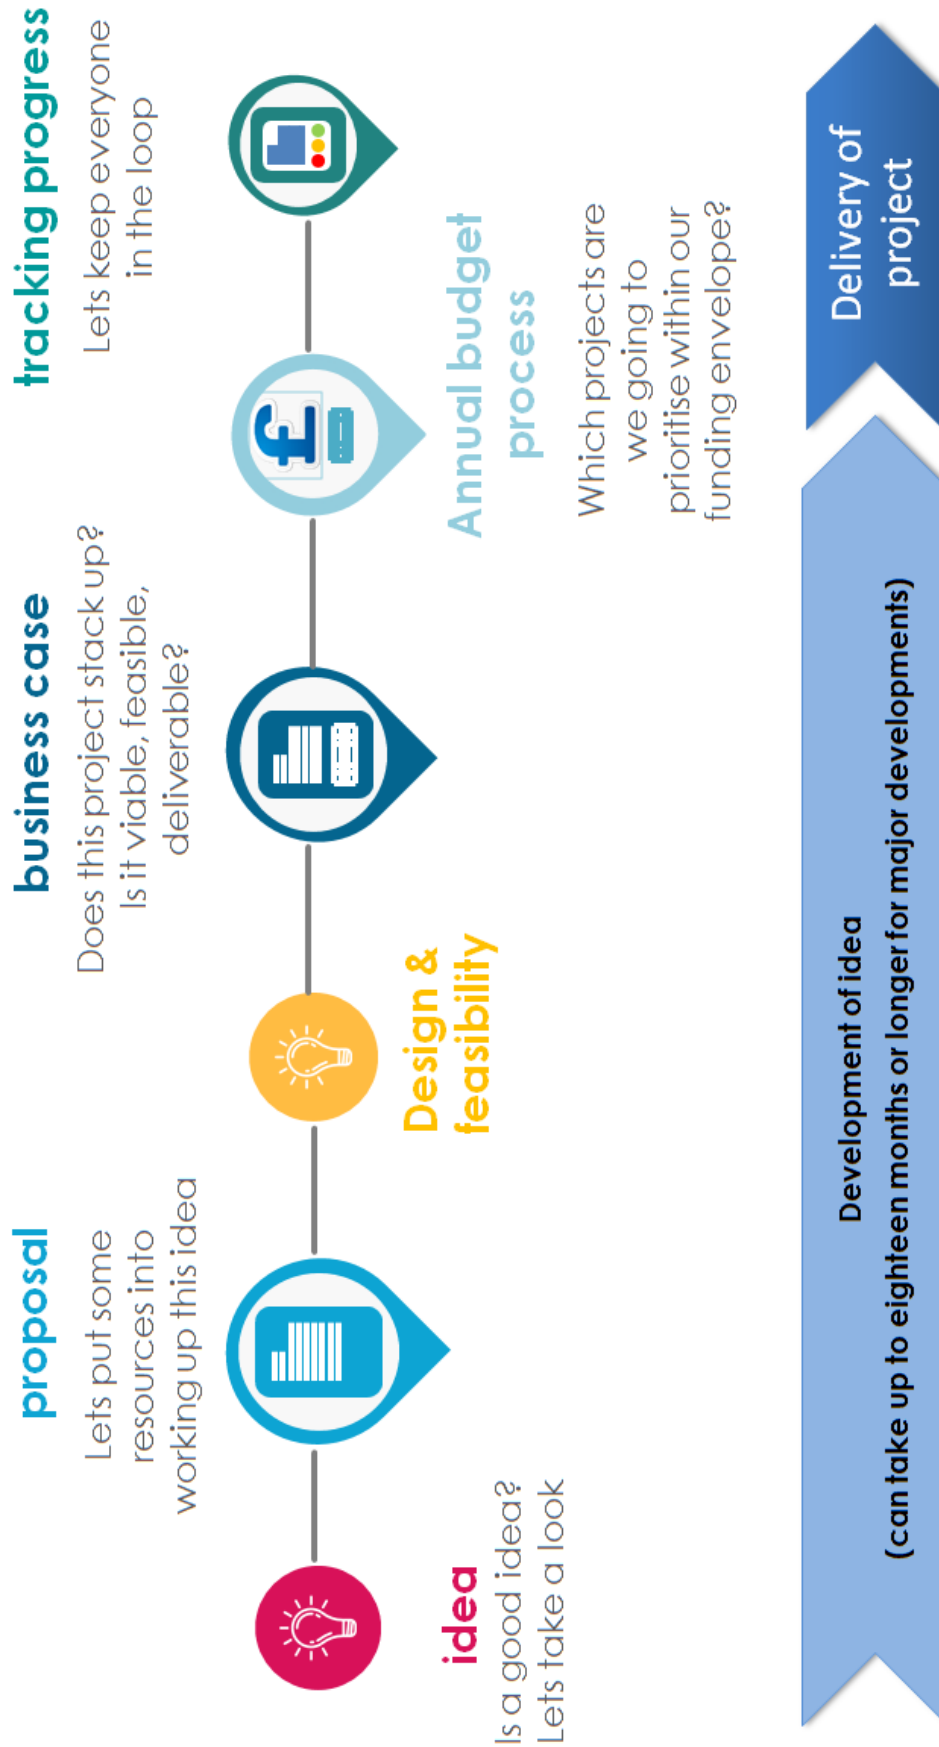 idea
Is a good idea?
Lets take a look
proposal
Lets put some
resources into
working up this idea
Design &
feasibility
business case
Does this project stack up?
Is it viable, feasible,
deliverable?
£
Annual budget
process
Which projects are
we going to
prioritise within our
funding envelope?
tracking progress
Lets keep everyone
in the loop
Development of idea
(can take up to eighteen months or longer for major developments)
Delivery of
project